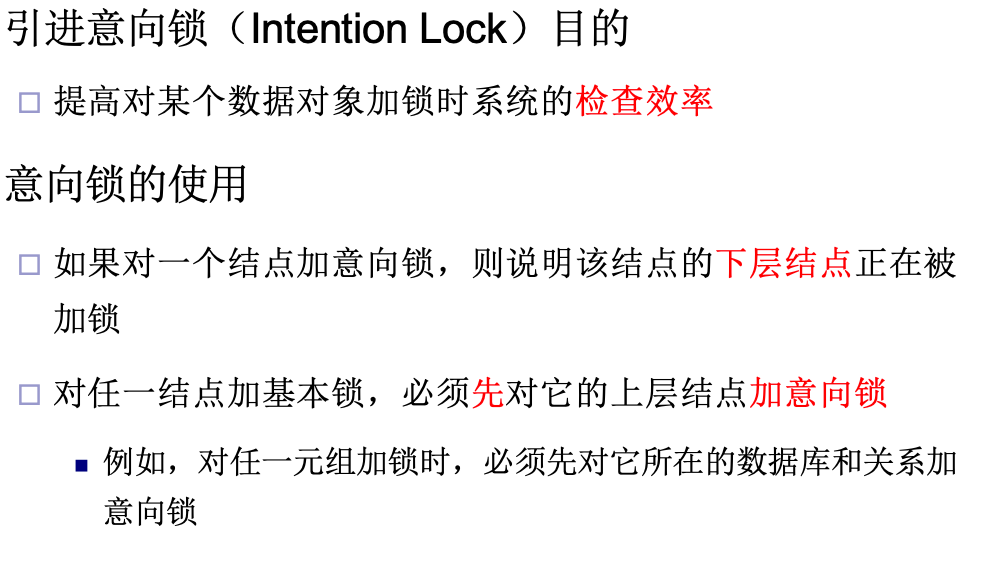 引进意向锁（Intention Lock）目的
提高对某个数据对象加锁时系统的检查效率
意向锁的使用
如果对一个结点加意向锁，则说明该结点的下层结点正在被
加锁
对任一结点加基本锁，必须先对它的上层结点加意向锁
例如，对任一元组加锁时，必须先对它所在的数据库和关系加
意向锁